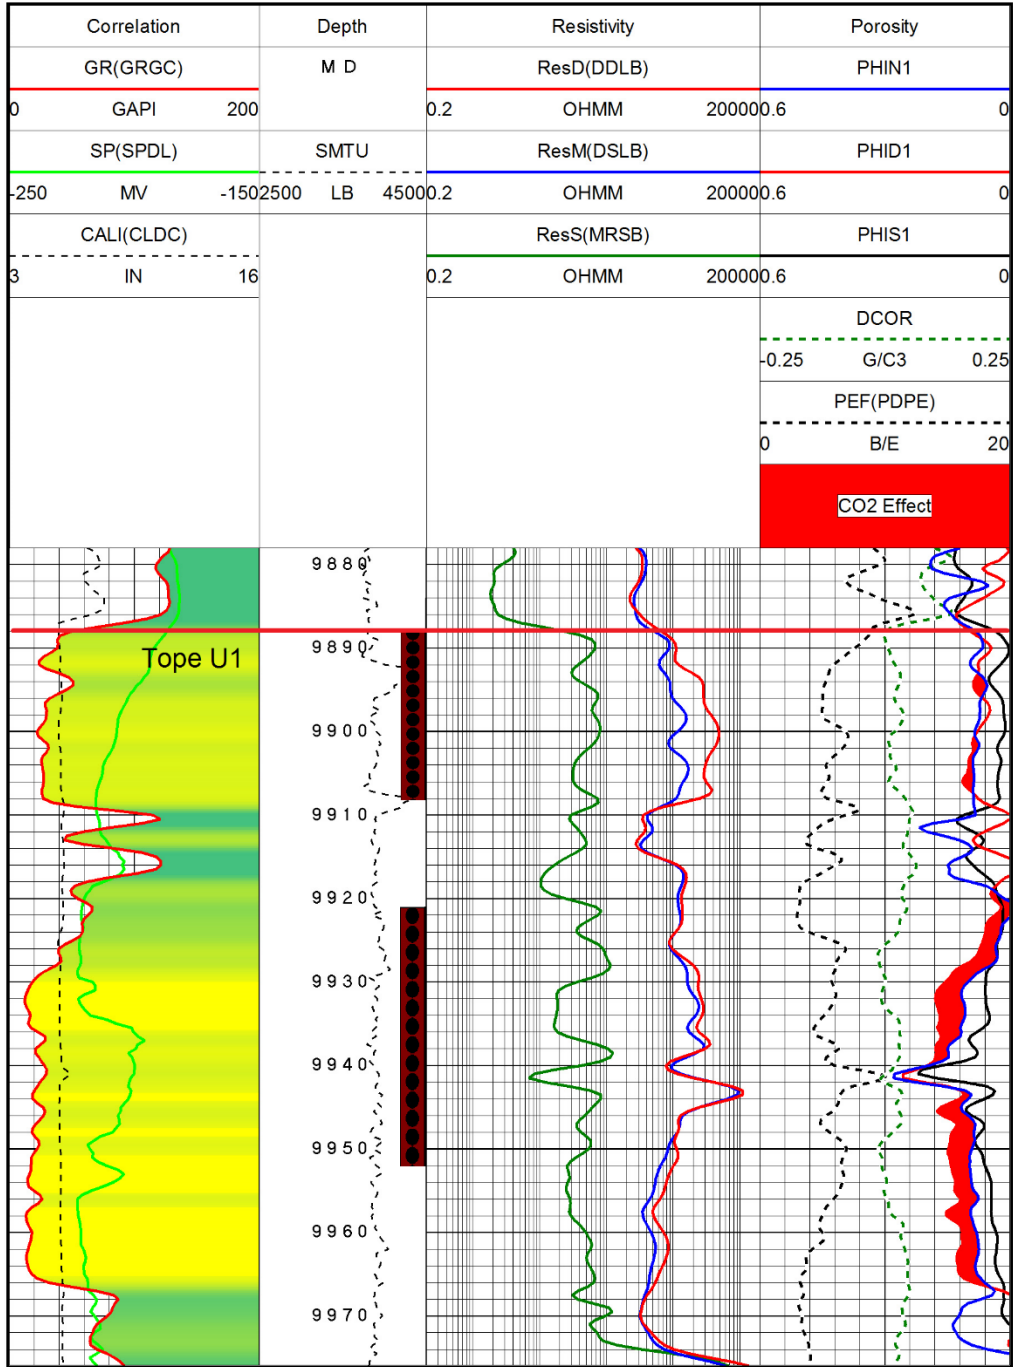 Correlation Depth Resistivity Porosity
GR(GRGC) M D ResD(DDLB) PHIN1
0 GAPI 200 0.2 OHMM 20000 0.6 0
SP(SPDL) SMTU ResM(DSLB) PHID1
-250 MV -150 2500 LB 4500 0.2 OHMM 20000 0.6 0
CALI(CLDC) ResS(MRSB) PHIS1
3 IN 16 0.2 OHMM 20000 0.6 0
DCOR
-0.25 G/C3 0.25
PEF(PDPE)
0 B/E 20
CO2 Effect
9880
9890
Tope U1
9900
9910
9920
9930
9940
9950
9960
9970